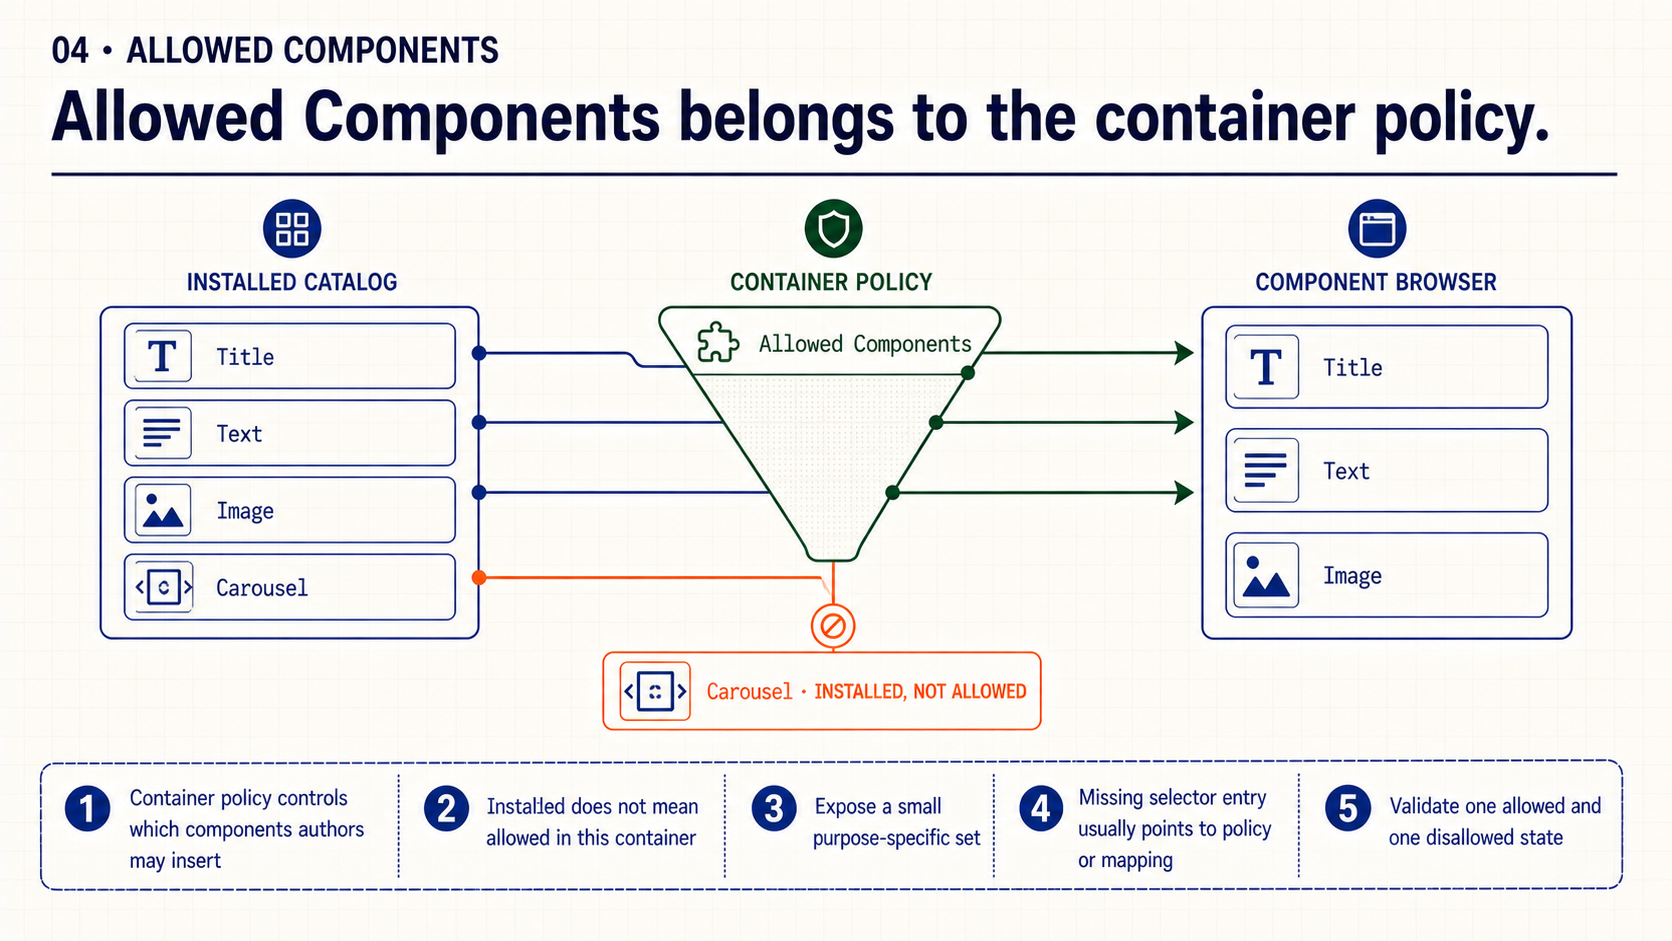 04 • ALLOWED COMPONENTS
Allowed Components belongs to the container policy.
INSTALLED CATALOG
Title
Text
Image
Carousel
CONTAINER POLICY
Allowed Components
Carousel · INSTALLED, NOT ALLOWED
COMPONENT BROWSER
Title
Text
Image
1
Container policy controls
which components authors
may insert
2
Installed does not mean
allowed in this container
3
Expose a small
purpose-specific set
4
Missing selector entry
usually points to policy
or mapping
5
Validate one allowed and
one disallowed state